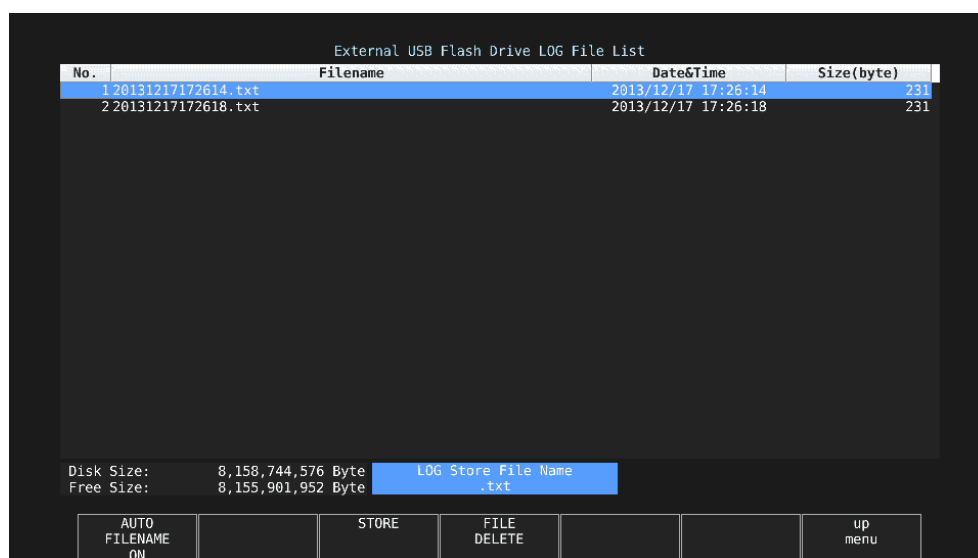 External USB Flash Drive LOG File List
No. Filename Date&Time Size(byte)
1 20131217172614.txt 2013/12/17 17:26:14 231
2 20131217172618.txt 2013/12/17 17:26:18 231
Disk Size: 8,158,744,576 Byte LOG Store File Name
Free Size: 8,155,901,952 Byte .txt
AUTO STORE FILE up
FILENAME DELETE menu
ON